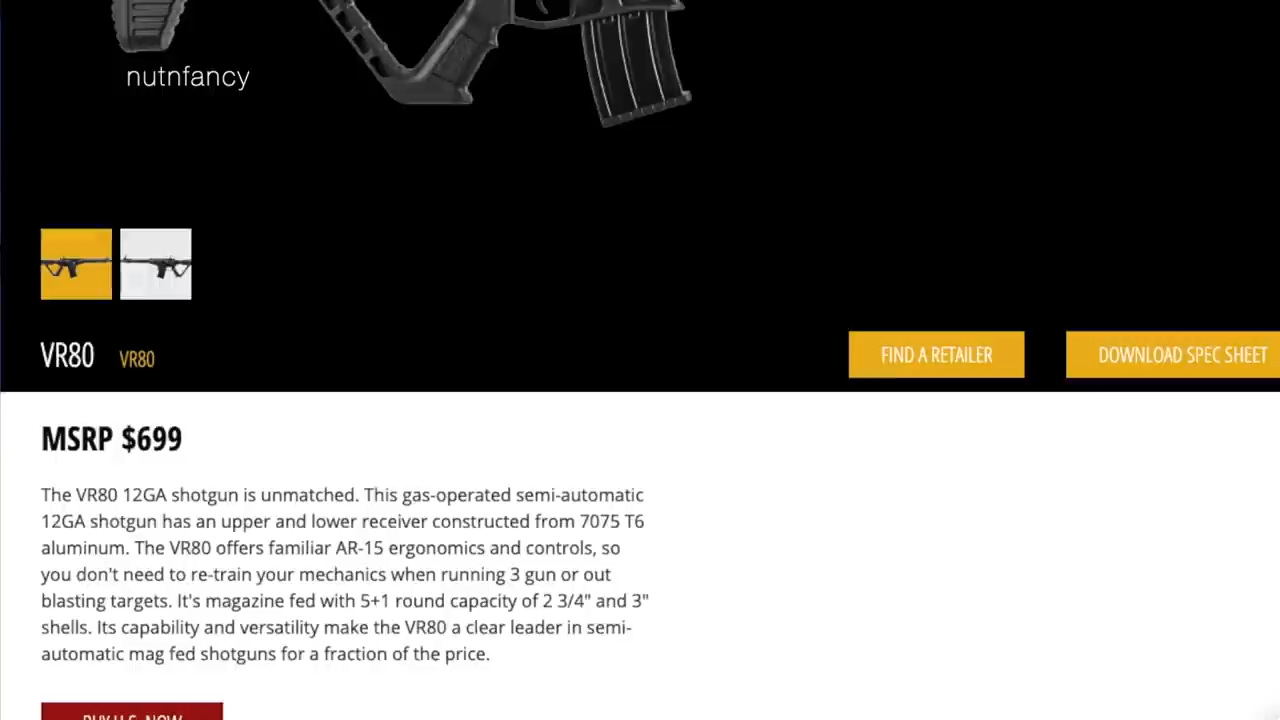 nutnfancy
VR80 VR80
FIND A RETAILER
DOWNLOAD SPEC SHEET
MSRP $699
The VR80 12GA shotgun is unmatched. This gas-operated semi-automatic
12GA shotgun has an upper and lower receiver constructed from 7075 T6
aluminum. The VR80 offers familiar AR-15 ergonomics and controls, so
you don't need to re-train your mechanics when running 3 gun or out
blasting targets. It's magazine fed with 5+1 round capacity of 2 3/4" and 3"
shells. Its capability and versatility make the VR80 a clear leader in semi-
automatic mag fed shotguns for a fraction of the price.
BUY U.S. NOW